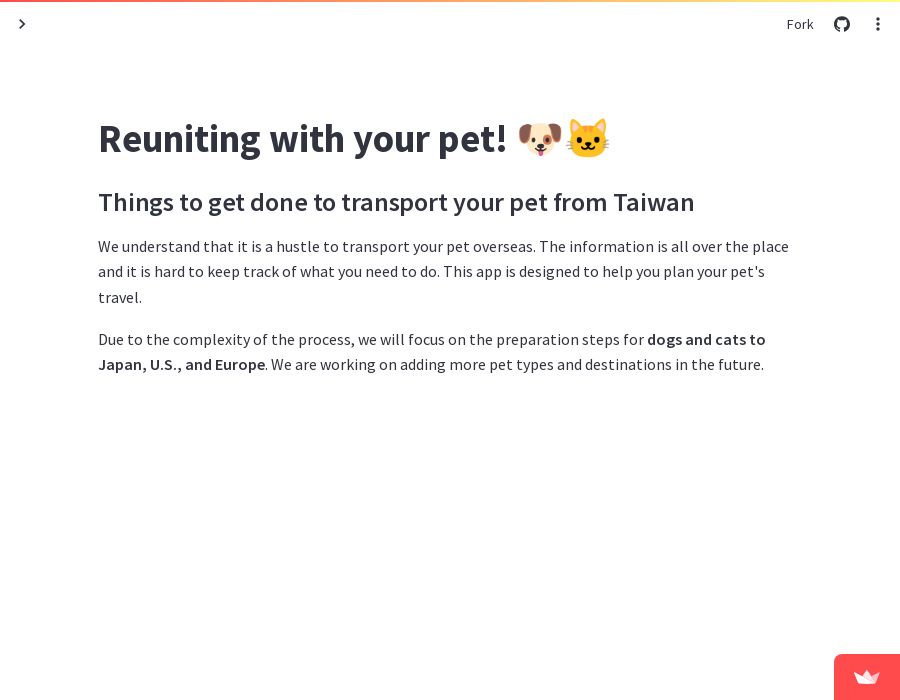 Fork
Reuniting with your pet! 🐶🐱
Things to get done to transport your pet from Taiwan
We understand that it is a hustle to transport your pet overseas. The information is all over the place
and it is hard to keep track of what you need to do. This app is designed to help you plan your pet's
travel.
Due to the complexity of the process, we will focus on the preparation steps for dogs and cats to
Japan, U.S., and Europe. We are working on adding more pet types and destinations in the future.